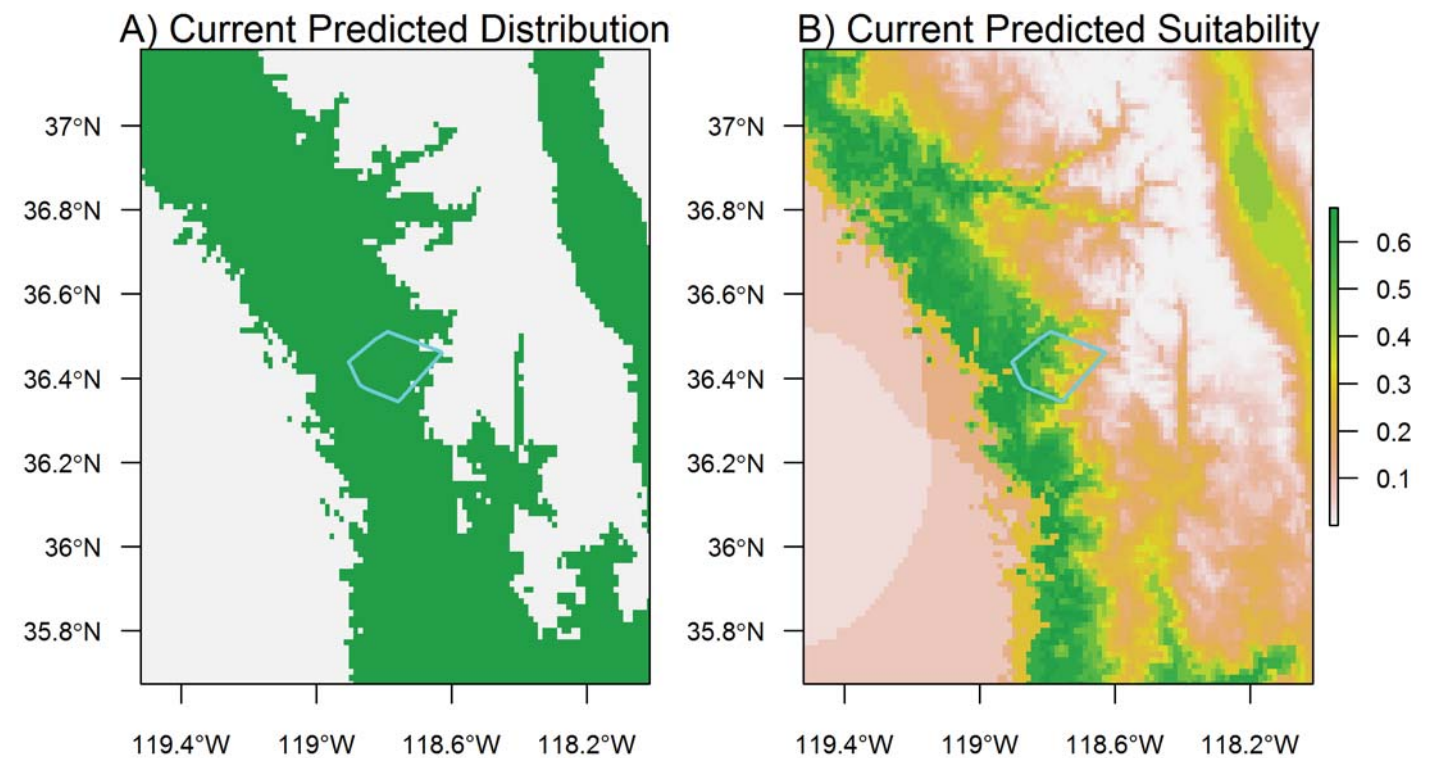 A) Current Predicted Distribution
37°N
36.8°N
36.6°N
36.4°N
36.2°N
36°N
35.8°N
119.4°W
119°W
118.6°W
118.2°W
B) Current Predicted Suitability
37°N
36.8°N
36.6°N
36.4°N
36.2°N
36°N
35.8°N
119.4°W
119°W
118.6°W
118.2°W
0.6
0.5
0.4
0.3
0.2
0.1